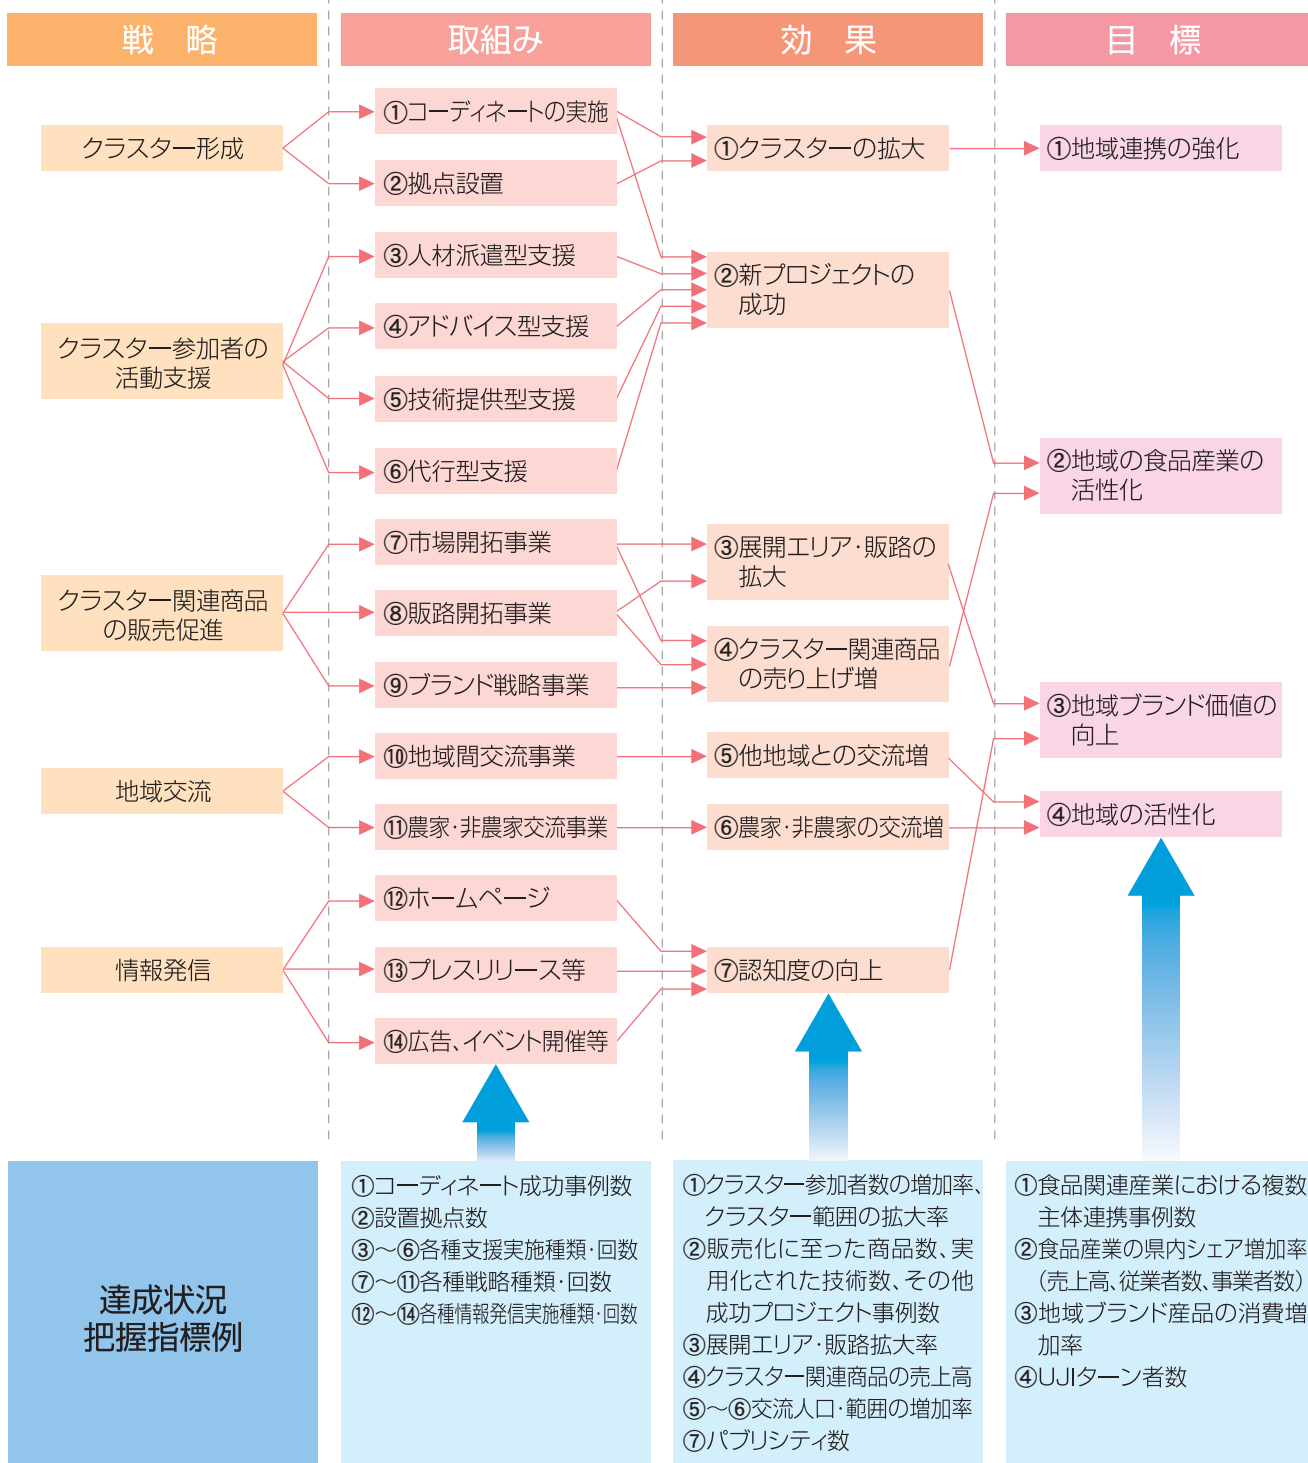 戦　略
取組み
効　果
目　標
クラスター形成
クラスター参加者の
活動支援
クラスター関連商品
の販売促進
地域交流
情報発信
①コーディネートの実施
②拠点設置
③人材派遣型支援
④アドバイス型支援
⑤技術提供型支援
⑥代行型支援
⑦市場開拓事業
⑧販路開拓事業
⑨ブランド戦略事業
⑩地域間交流事業
⑪農家・非農家交流事業
⑫ホームページ
⑬プレスリリース等
⑭広告、イベント開催等
①クラスターの拡大
②新プロジェクトの
成功
③展開エリア・販路の
拡大
④クラスター関連商品
の売り上げ増
⑤他地域との交流増
⑥農家・非農家の交流増
⑦認知度の向上
①地域連携の強化
②地域の食品産業の
活性化
③地域ブランド価値の
向上
④地域の活性化
達成状況
把握指標例
①コーディネート成功事例数
②設置拠点数
③～⑥各種支援実施種類・回数
⑦～⑪各種戦略種類・回数
⑫～⑭各種情報発信実施種類・回数
①クラスター参加者数の増加率、
クラスター範囲の拡大率
②販売化に至った商品数、実
用化された技術数、その他
成功プロジェクト事例数
③展開エリア・販路拡大率
④クラスター関連商品の売上高
⑤～⑥交流人口・範囲の増加率
⑦パブリシティ数
①食品関連産業における複数
主体連携事例数
②食品産業の県内シェア増加率
（売上高、従業者数、事業者数）
③地域ブランド産品の消費増
加率
④UJIターン者数